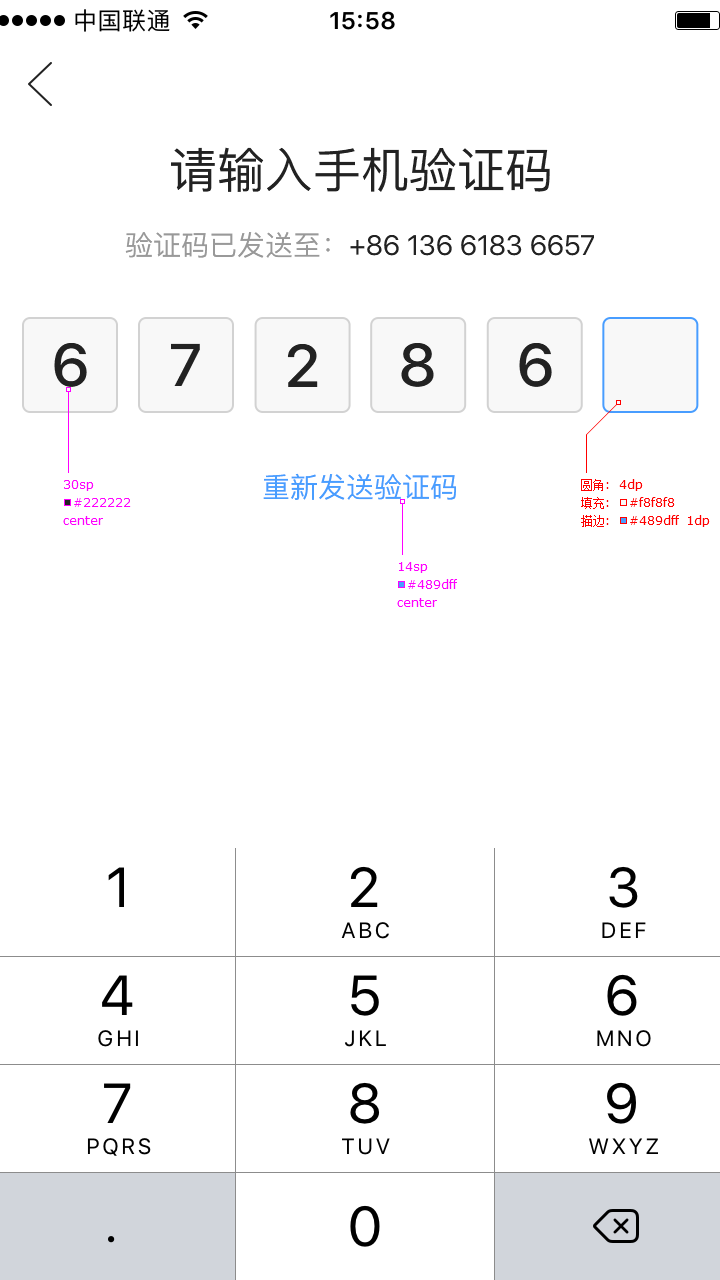 中国联通 15:58
请输入手机验证码
验证码已发送至：+86 136 6183 6657
6 7 2 8 6
重新发送验证码
30sp
#222222
center
圆角： 4dp
填充： #f8f8f8
描边： #489dff 1dp
14sp
#489dff
center
1 2 3
ABC DEF
4 5 6
GHI JKL MNO
7 8 9
PQRS TUV WXYZ
. 0